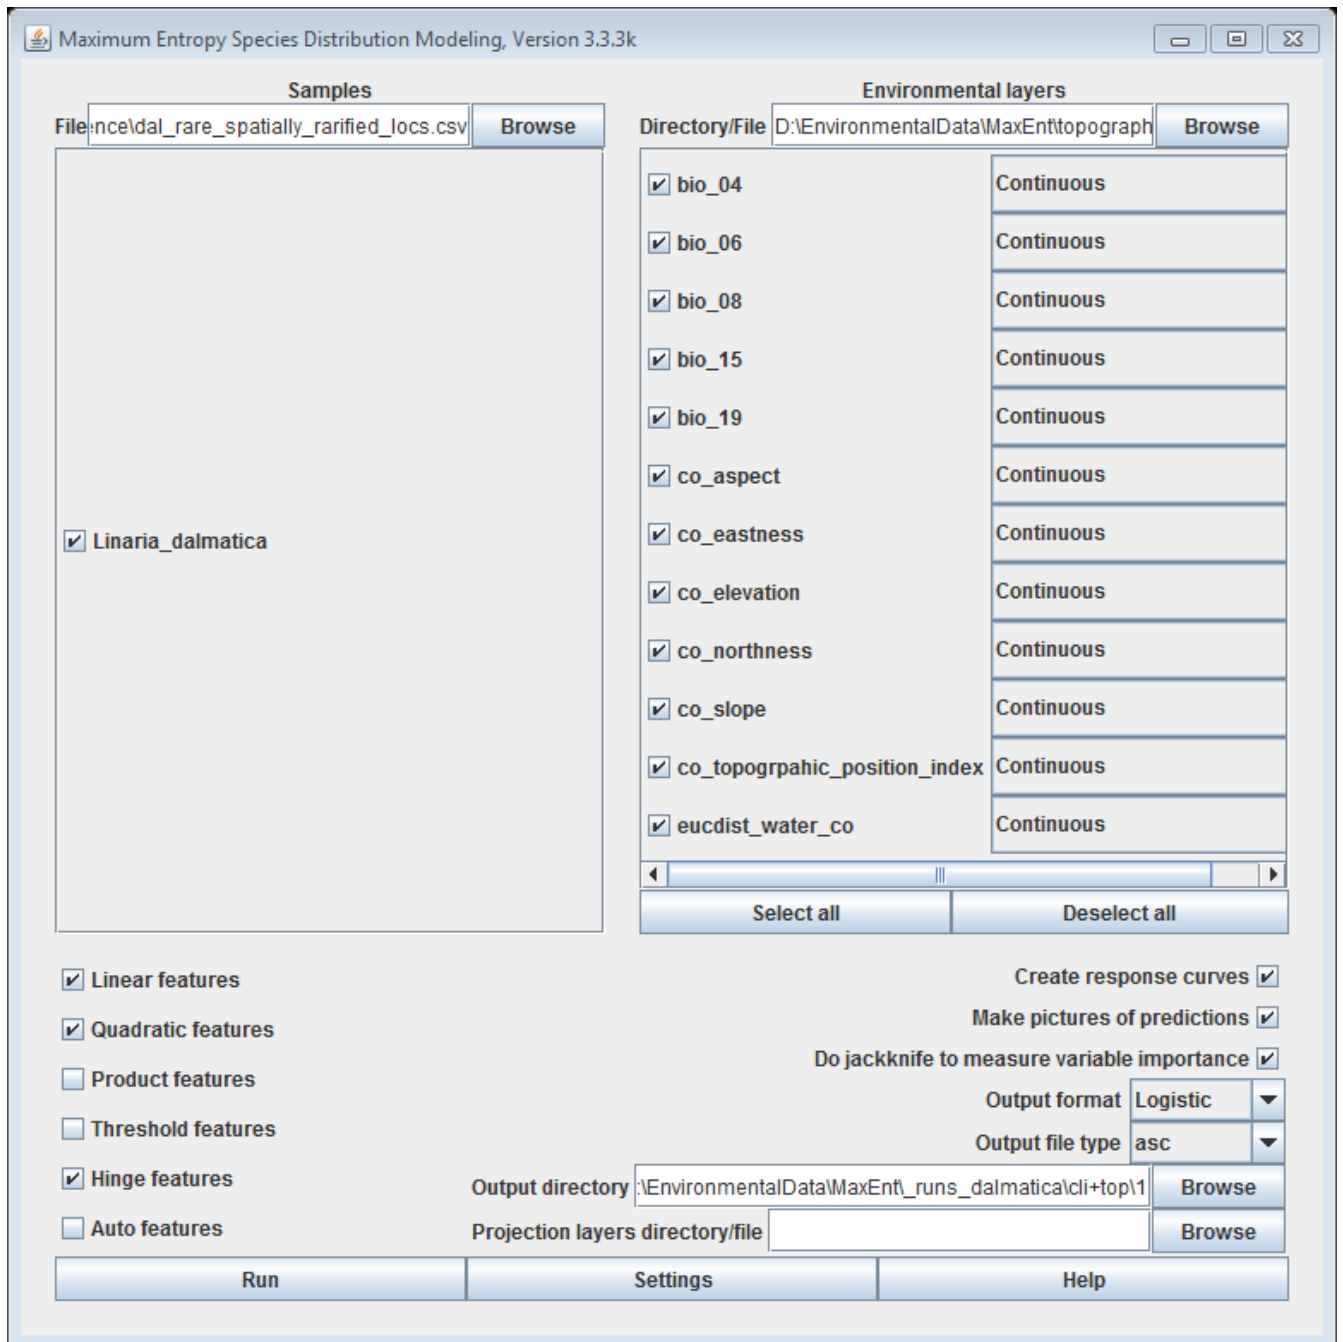 Maximum Entropy Species Distribution Modeling, Version 3.3.3k
Samples
File :nce\dal_rare_spatially_rarified_locs.csv Browse
Linaria_dalmatica
Environmental layers
Directory/File D:\EnvironmentalData\MaxEnt\topograph Browse
bio_04 Continuous
bio_06 Continuous
bio_08 Continuous
bio_15 Continuous
bio_19 Continuous
co_aspect Continuous
co_eastness Continuous
co_elevation Continuous
co_northness Continuous
co_slope Continuous
co_topogrpahic_position_index Continuous
eucdist_water_co Continuous
Select all Deselect all
Linear features
Quadratic features
Product features
Threshold features
Hinge features
Auto features
Create response curves
Make pictures of predictions
Do jackknife to measure variable importance
Output format Logistic
Output file type asc
Output directory :\EnvironmentalData\MaxEnt\_runs_dalmatica\cli+top\1 Browse
Projection layers directory/file Browse
Run Settings Help